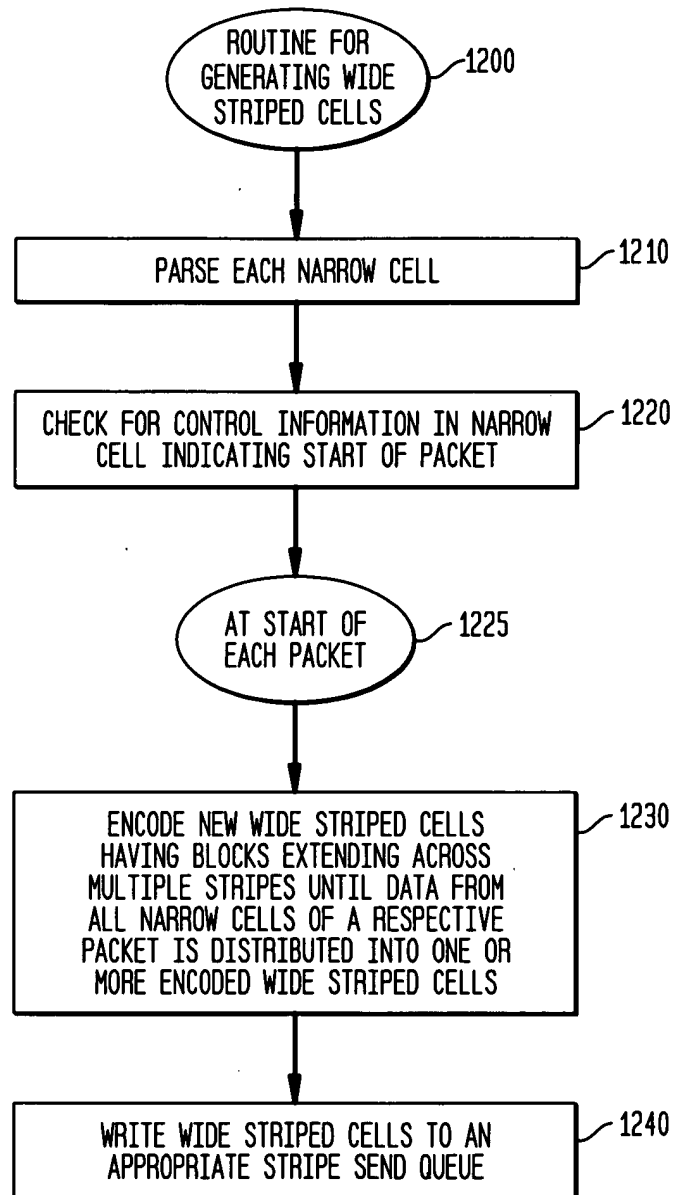 ROUTINE FOR
GENERATING WIDE
STRIPED CELLS
1200
PARSE EACH NARROW CELL
1210
CHECK FOR CONTROL INFORMATION IN NARROW
CELL INDICATING START OF PACKET
1220
AT START OF
EACH PACKET
1225
ENCODE NEW WIDE STRIPED CELLS
HAVING BLOCKS EXTENDING ACROSS
MULTIPLE STRIPES UNTIL DATA FROM
ALL NARROW CELLS OF A RESPECTIVE
PACKET IS DISTRIBUTED INTO ONE OR
MORE ENCODED WIDE STRIPED CELLS
1230
WRITE WIDE STRIPED CELLS TO AN
APPROPRIATE STRIPE SEND QUEUE
1240